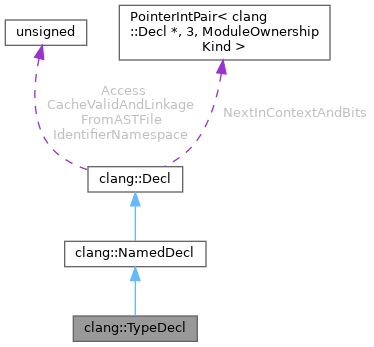 unsigned
PointerIntPair< clang
::Decl *, 3, ModuleOwnership
Kind >
Access
CacheValidAndLinkage
FromASTFile
IdentifierNamespace
NextInContextAndBits
clang::Decl
clang::NamedDecl
clang::TypeDecl